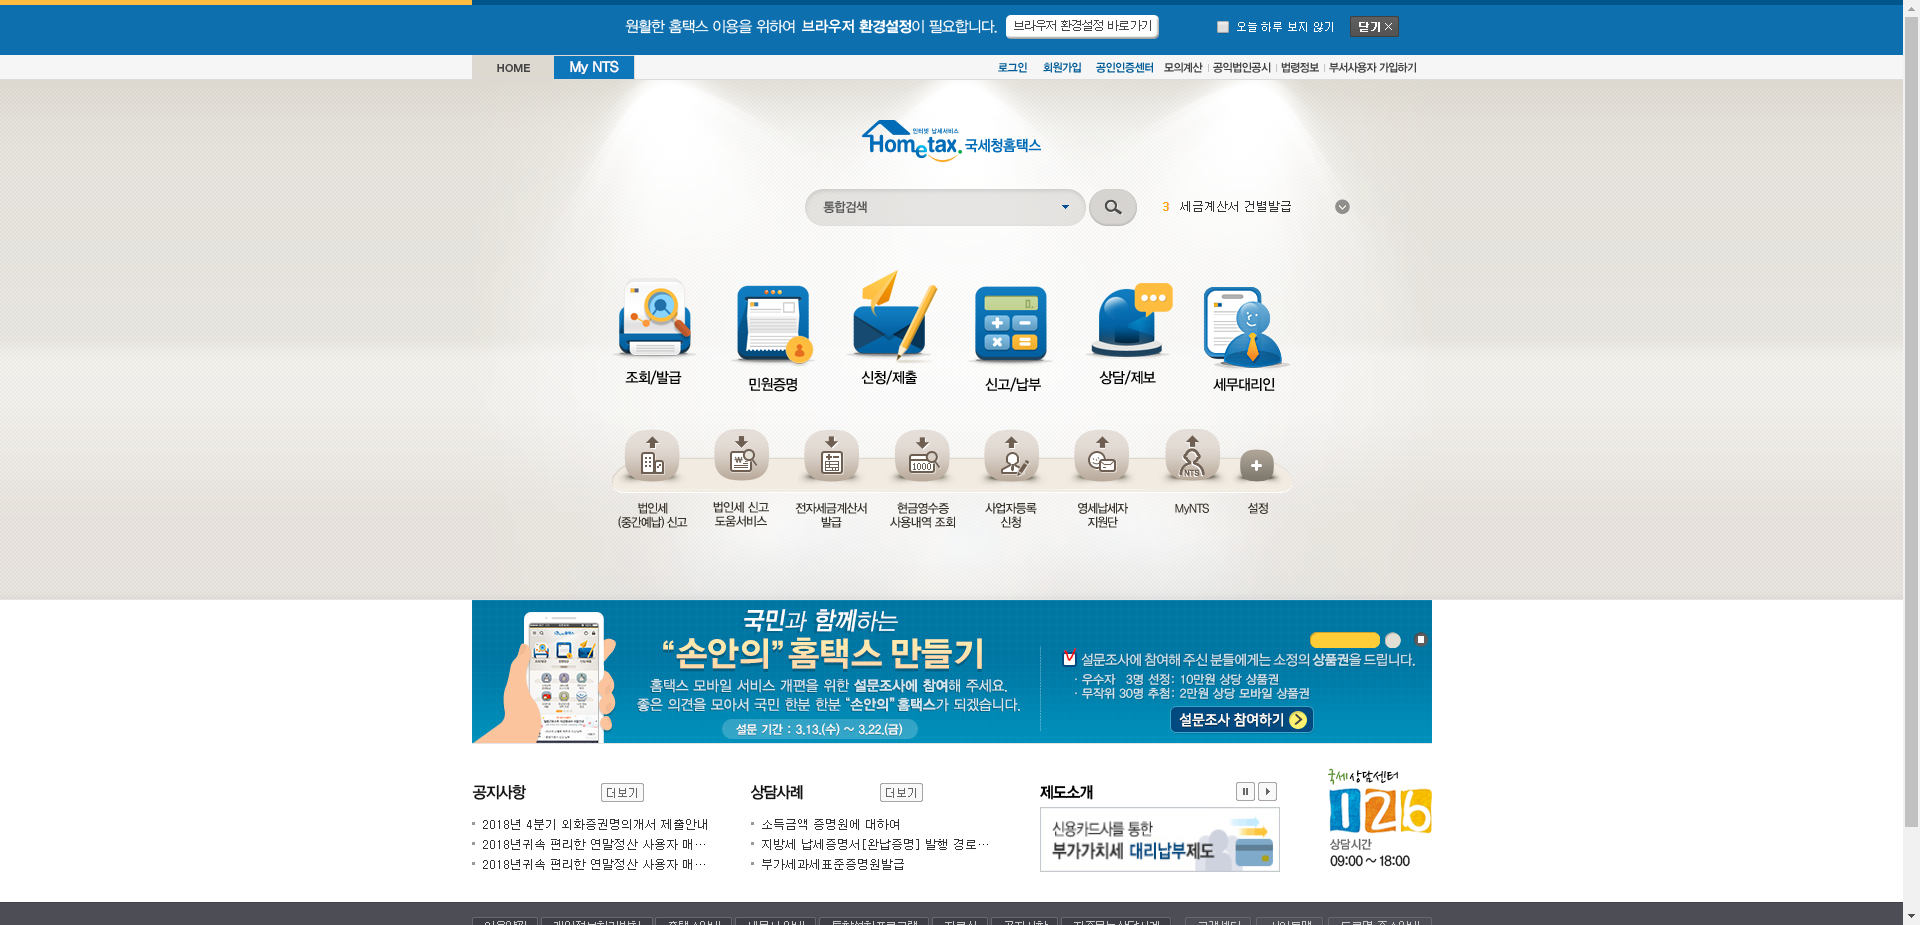 원활한 홈택스 이용을 위하여 브라우저 환경설정이 필요합니다. 브라우저 환경설정 바로가기 오늘 하루 보지 않기 닫기
HOME My NTS 로그인 회원가입 공인인증센터 모의계산 공익법인공시 법령정보 부서사용자 가입하기
인터넷 납세서비스
Hometax. 국세청홈택스
통합검색 3 세금계산서 건별발급
조회/발급 민원증명 신청/제출 신고/납부 상담/제보 세무대리인
1000 NTS
법인세 (중간예납) 신고
법인세 신고 도움서비스
전자세금계산서 발급
현금영수증 사용내역 조회
사업자등록 신청
영세납세자 지원단
MyNTS
설정
국민과 함께하는
“손안의” 홈택스 만들기
홈택스 모바일 서비스 개편을 위한 설문조사에 참여해 주세요.
좋은 의견을 모아서 국민 한분 한분 “손안의” 홈택스가 되겠습니다.
설문 기간 : 3.13.(수) ~ 3.22.(금)
설문조사에 참여해 주신 분들에게는 소정의 상품권을 드립니다.
· 우수자 3명 선정: 10만원 상당 상품권
· 무작위 30명 추첨: 2만원 상당 모바일 상품권
설문조사 참여하기
공지사항 더보기
2018년 4분기 외화증권명의개서 제출안내
2018년귀속 편리한 연말정산 사용자 매…
2018년귀속 편리한 연말정산 사용자 매…
상담사례 더보기
소득금액 증명원에 대하여
지방세 납세증명서[완납증명] 발행 경로…
부가세과세표준증명원발급
제도소개
신용카드사를 통한
부가가치세 대리납부제도
국세상담센터
126
상담시간
09:00 ~ 18:00